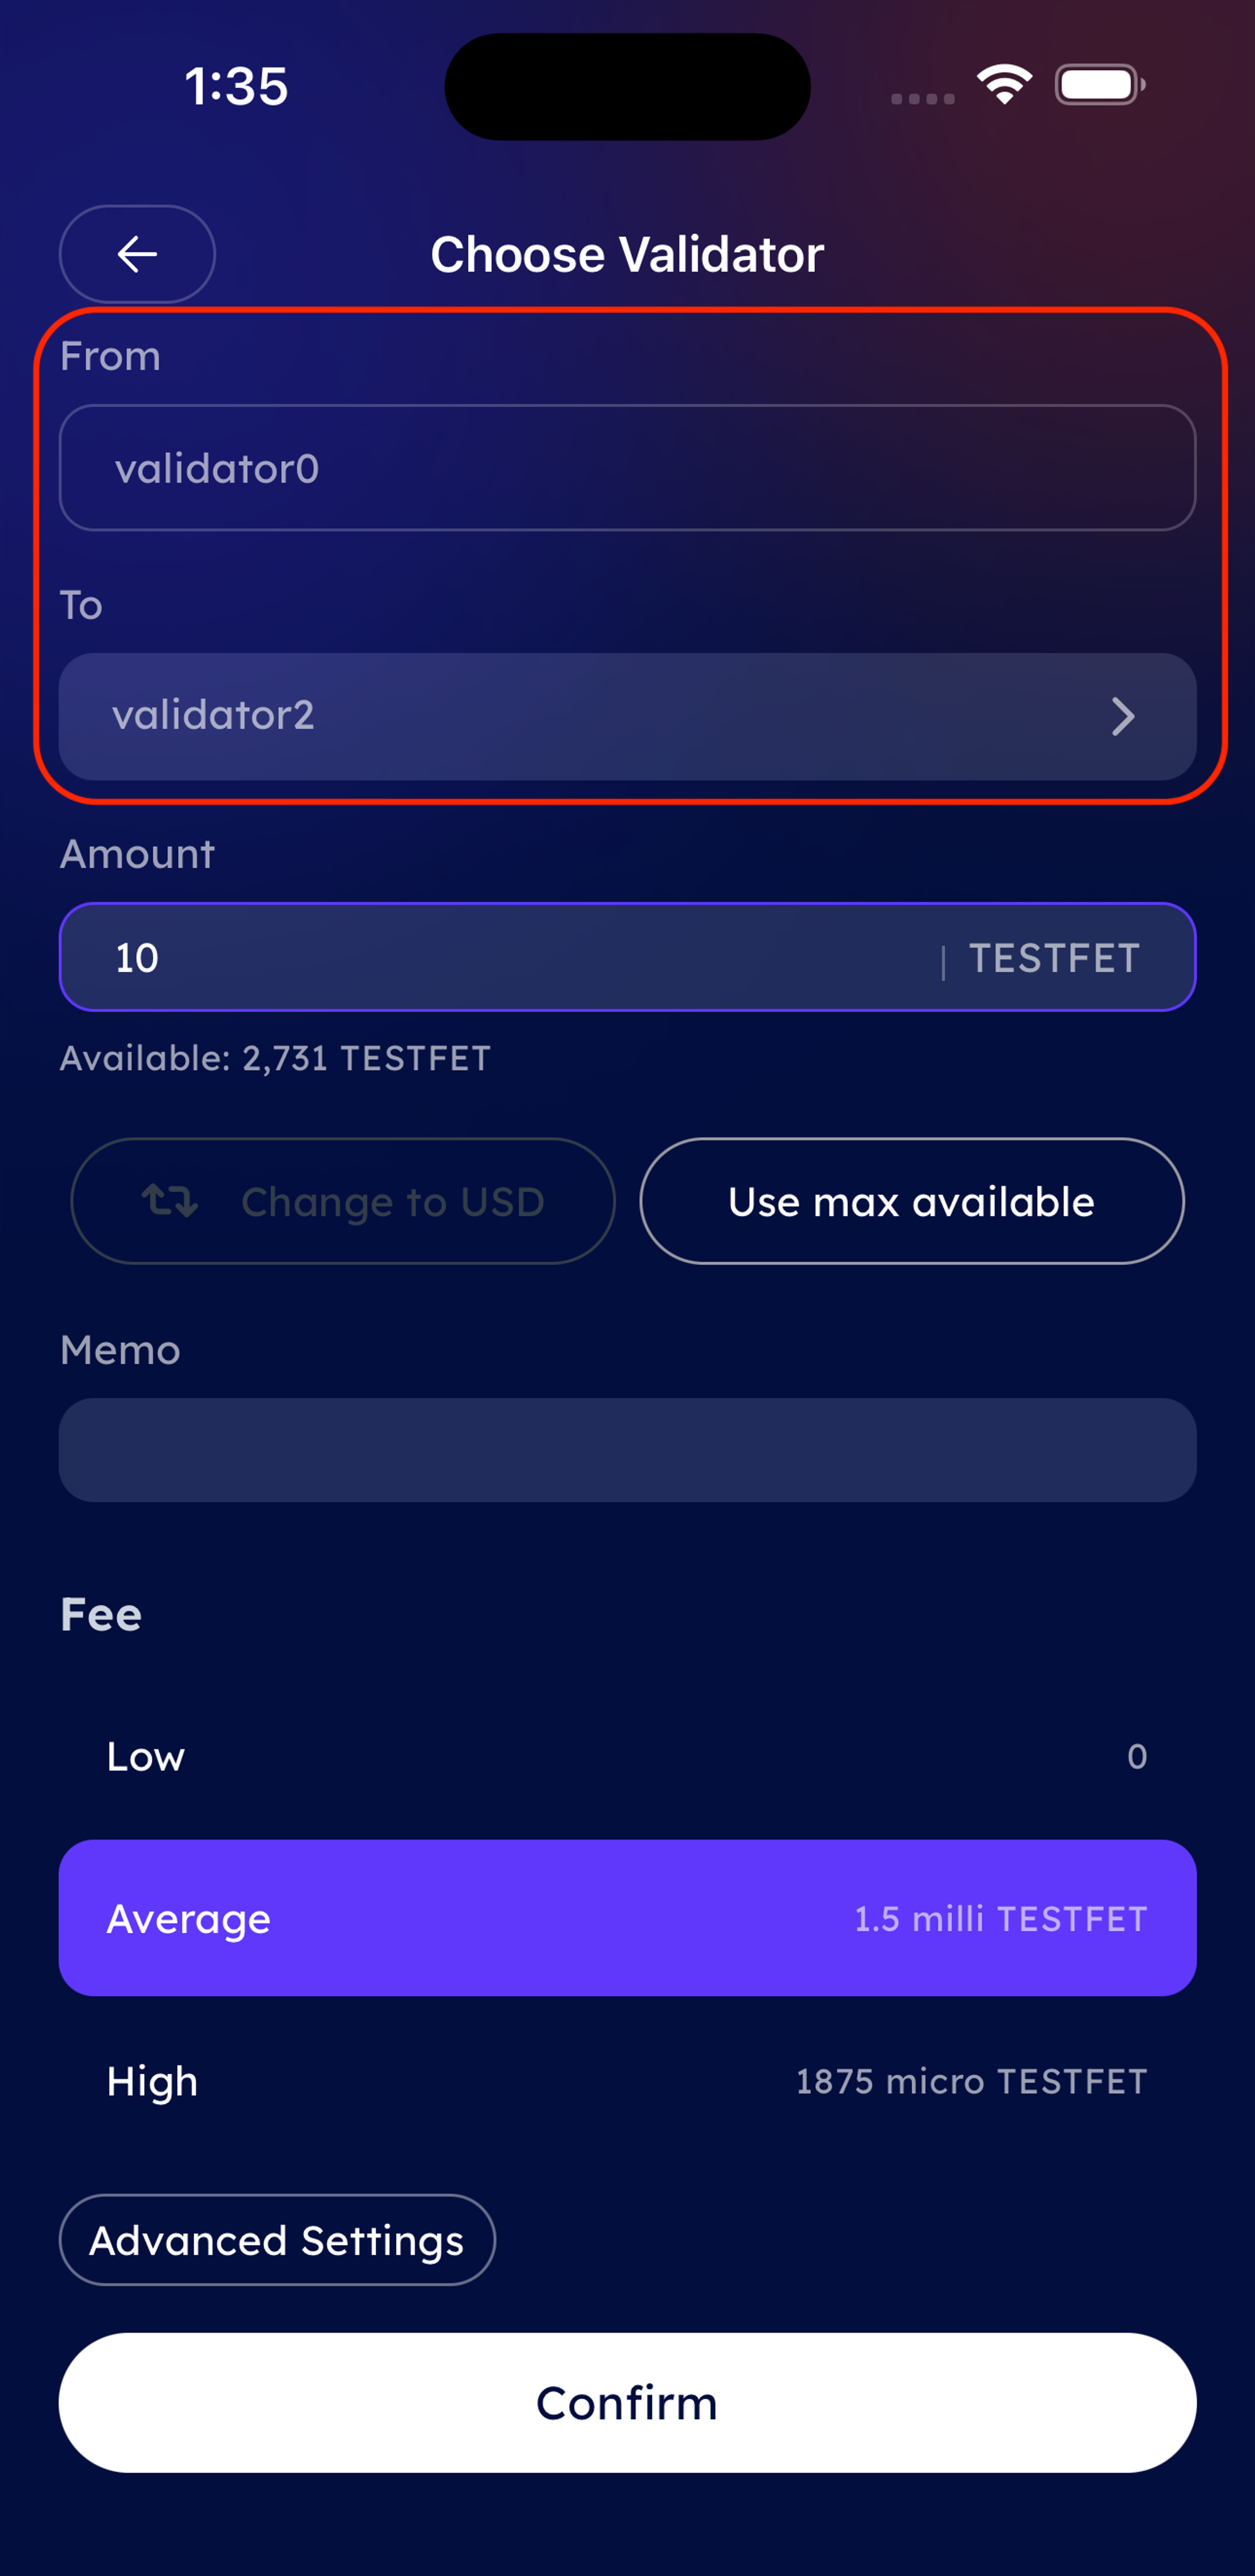 1:35
Choose Validator
From
validator0
To
validator2
Amount
10 | TESTFET
Available: 2,731 TESTFET
Change to USD
Use max available
Memo
Fee
Low 0
Average 1.5 milli TESTFET
High 1875 micro TESTFET
Advanced Settings
Confirm